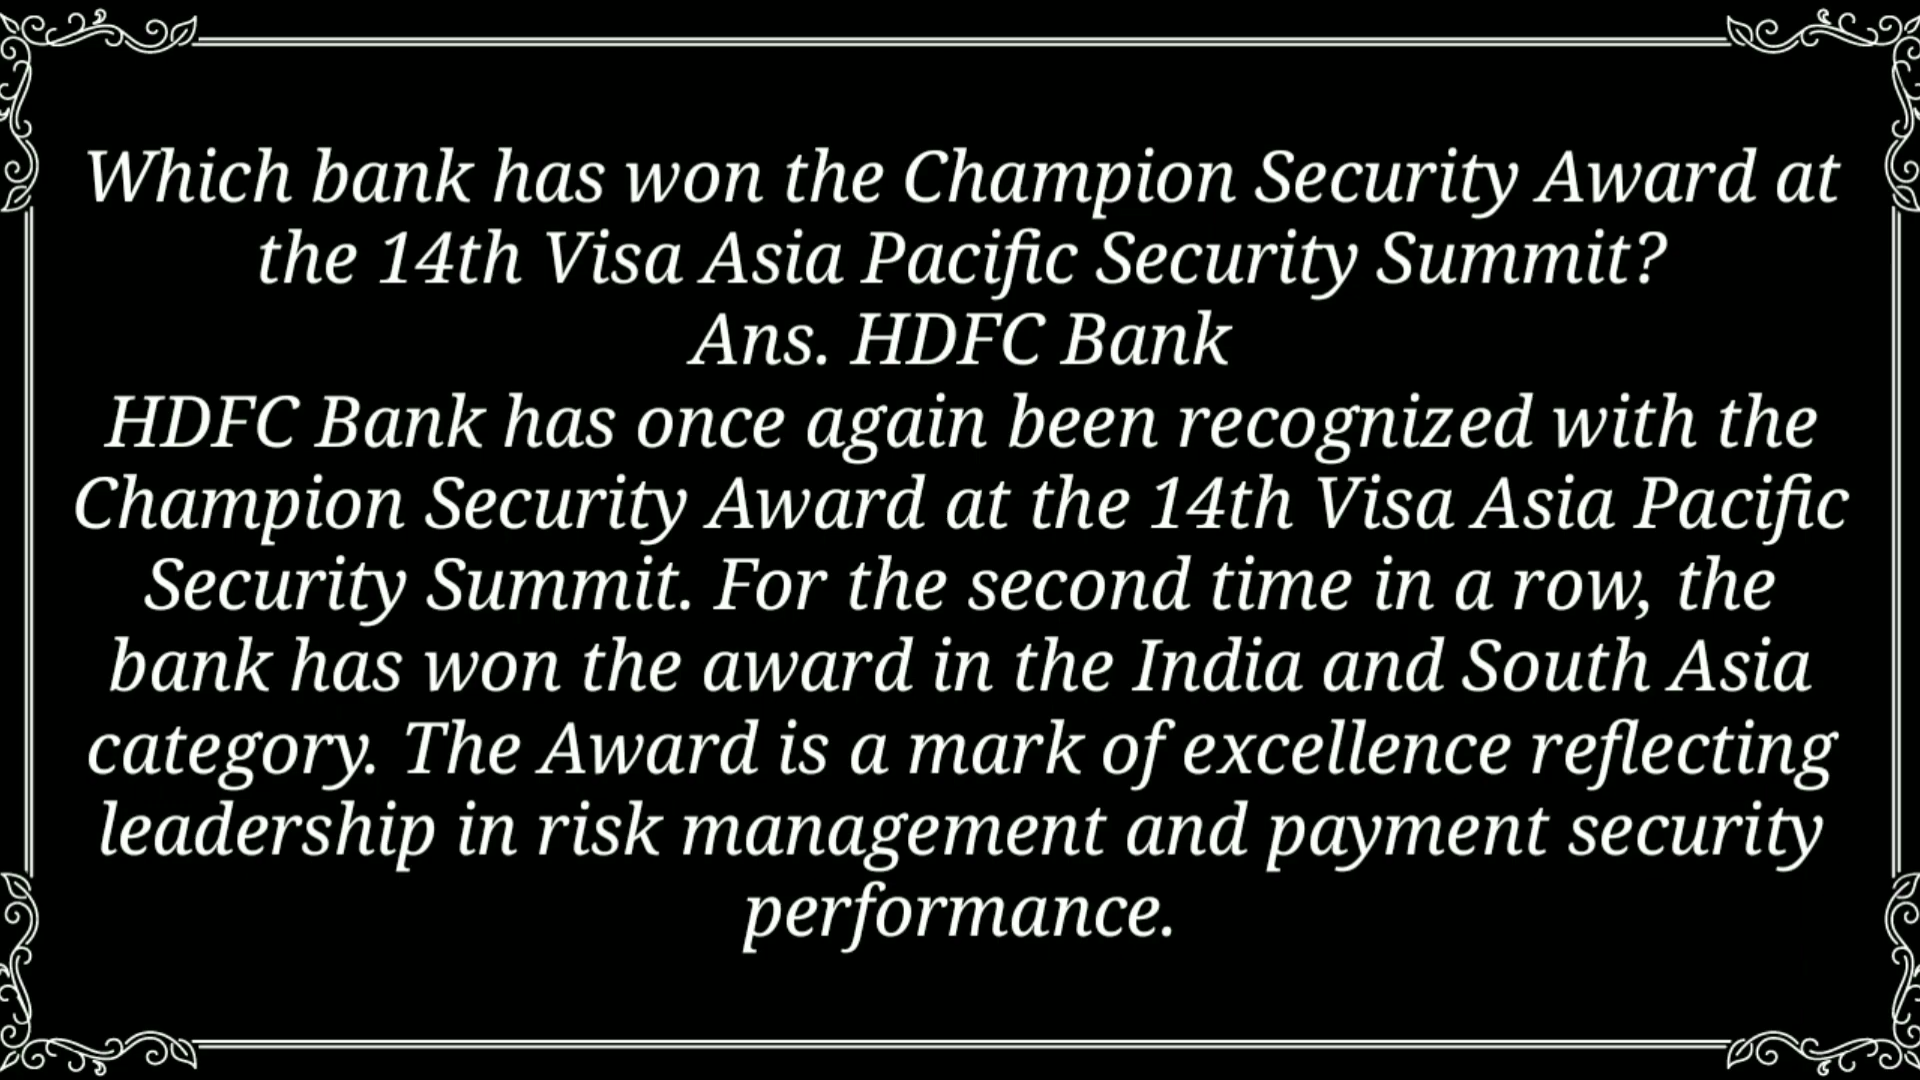 Which bank has won the Champion Security Award at
the 14th Visa Asia Pacific Security Summit?
Ans. HDFC Bank
HDFC Bank has once again been recognized with the
Champion Security Award at the 14th Visa Asia Pacific
Security Summit. For the second time in a row, the
bank has won the award in the India and South Asia
category. The Award is a mark of excellence reflecting
leadership in risk management and payment security
performance.